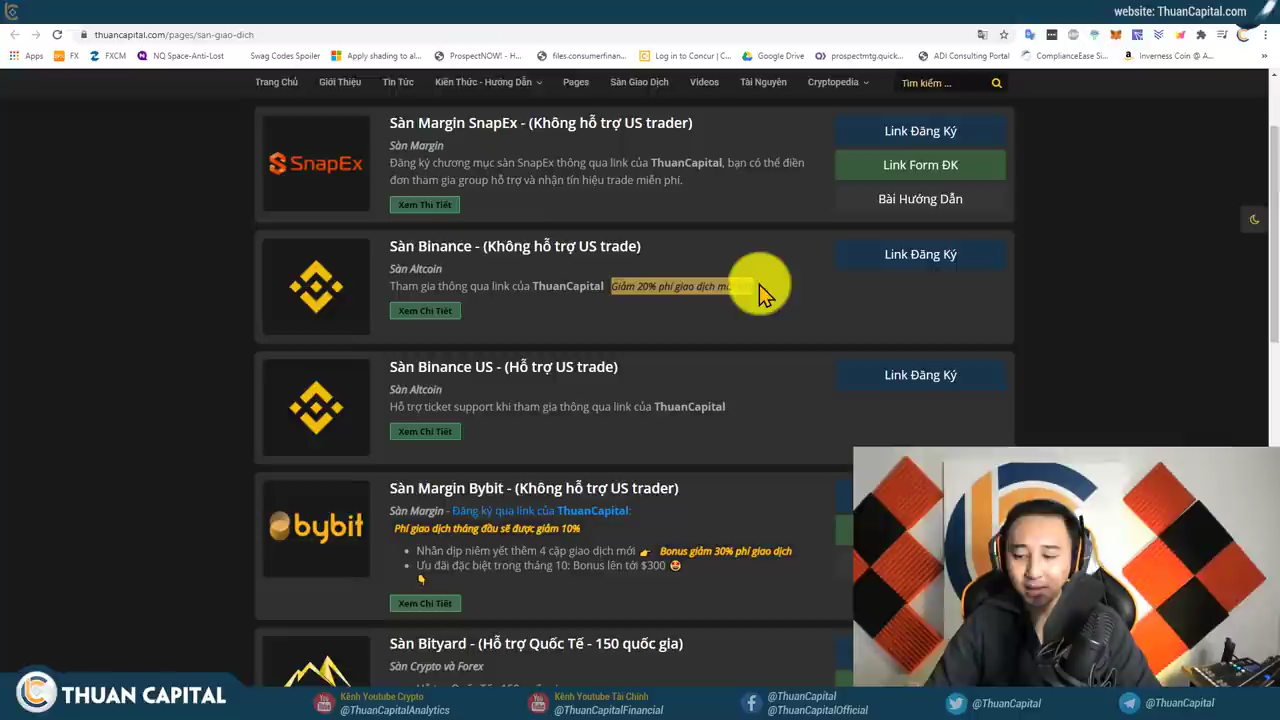 website: ThuanCapital.com
thuancapital.com/pages/san-giao-dich
Apps
FX
FXCM
NQ Space-Anti-Lost
Swag Codes Spoiler
Apply shading to al...
ProspectNOW! - H...
files.consumerfinan...
Log in to Concur | C...
Google Drive
prospectmtg.quick...
ADI Consulting Portal
ComplianceEase Si...
Inverness Coin @ A...
Trang Chủ
Giới Thiệu
Tin Tức
Kiến Thức - Hướng Dẫn
Pages
Sàn Giao Dịch
Videos
Tài Nguyên
Cryptopedia
Tìm kiếm ...
SnapEx
Sàn Margin SnapEx - (Không hỗ trợ US trader)
Sàn Margin
Đăng ký chương mục sàn SnapEx thông qua link của ThuanCapital, bạn có thể điền
đơn tham gia group hỗ trợ và nhận tín hiệu trade miễn phí.
Xem Thi Tiết
Link Đăng Ký
Link Form ĐK
Bài Hướng Dẫn
Sàn Binance - (Không hỗ trợ US trade)
Sàn Altcoin
Tham gia thông qua link của ThuanCapital Giảm 20% phí giao dịch
Xem Chi Tiết
Link Đăng Ký
Sàn Binance US - (Hỗ trợ US trade)
Sàn Altcoin
Hỗ trợ ticket support khi tham gia thông qua link của ThuanCapital
Xem Chi Tiết
Link Đăng Ký
bybit
Sàn Margin Bybit - (Không hỗ trợ US trader)
Sàn Margin - Đăng ký qua link của ThuanCapital:
Phí giao dịch tháng đầu sẽ được giảm 10%
Nhân dịp niêm yết thêm 4 cặp giao dịch mới 👉 Bonus giảm 30% phí giao dịch
Ưu đãi đặc biệt trong tháng 10: Bonus lên tới $300 🤩
👇
Xem Chi Tiết
Sàn Bityard - (Hỗ trợ Quốc Tế - 150 quốc gia)
Sàn Crypto và Forex
THUAN CAPITAL
Kênh Youtube Crypto
@ThuanCapitalAnalytics
Kênh Youtube Tài Chính
@ThuanCapitalFinancial
@ThuanCapital
@ThuanCapitalOfficial
@ThuanCapital
@ThuanCapital